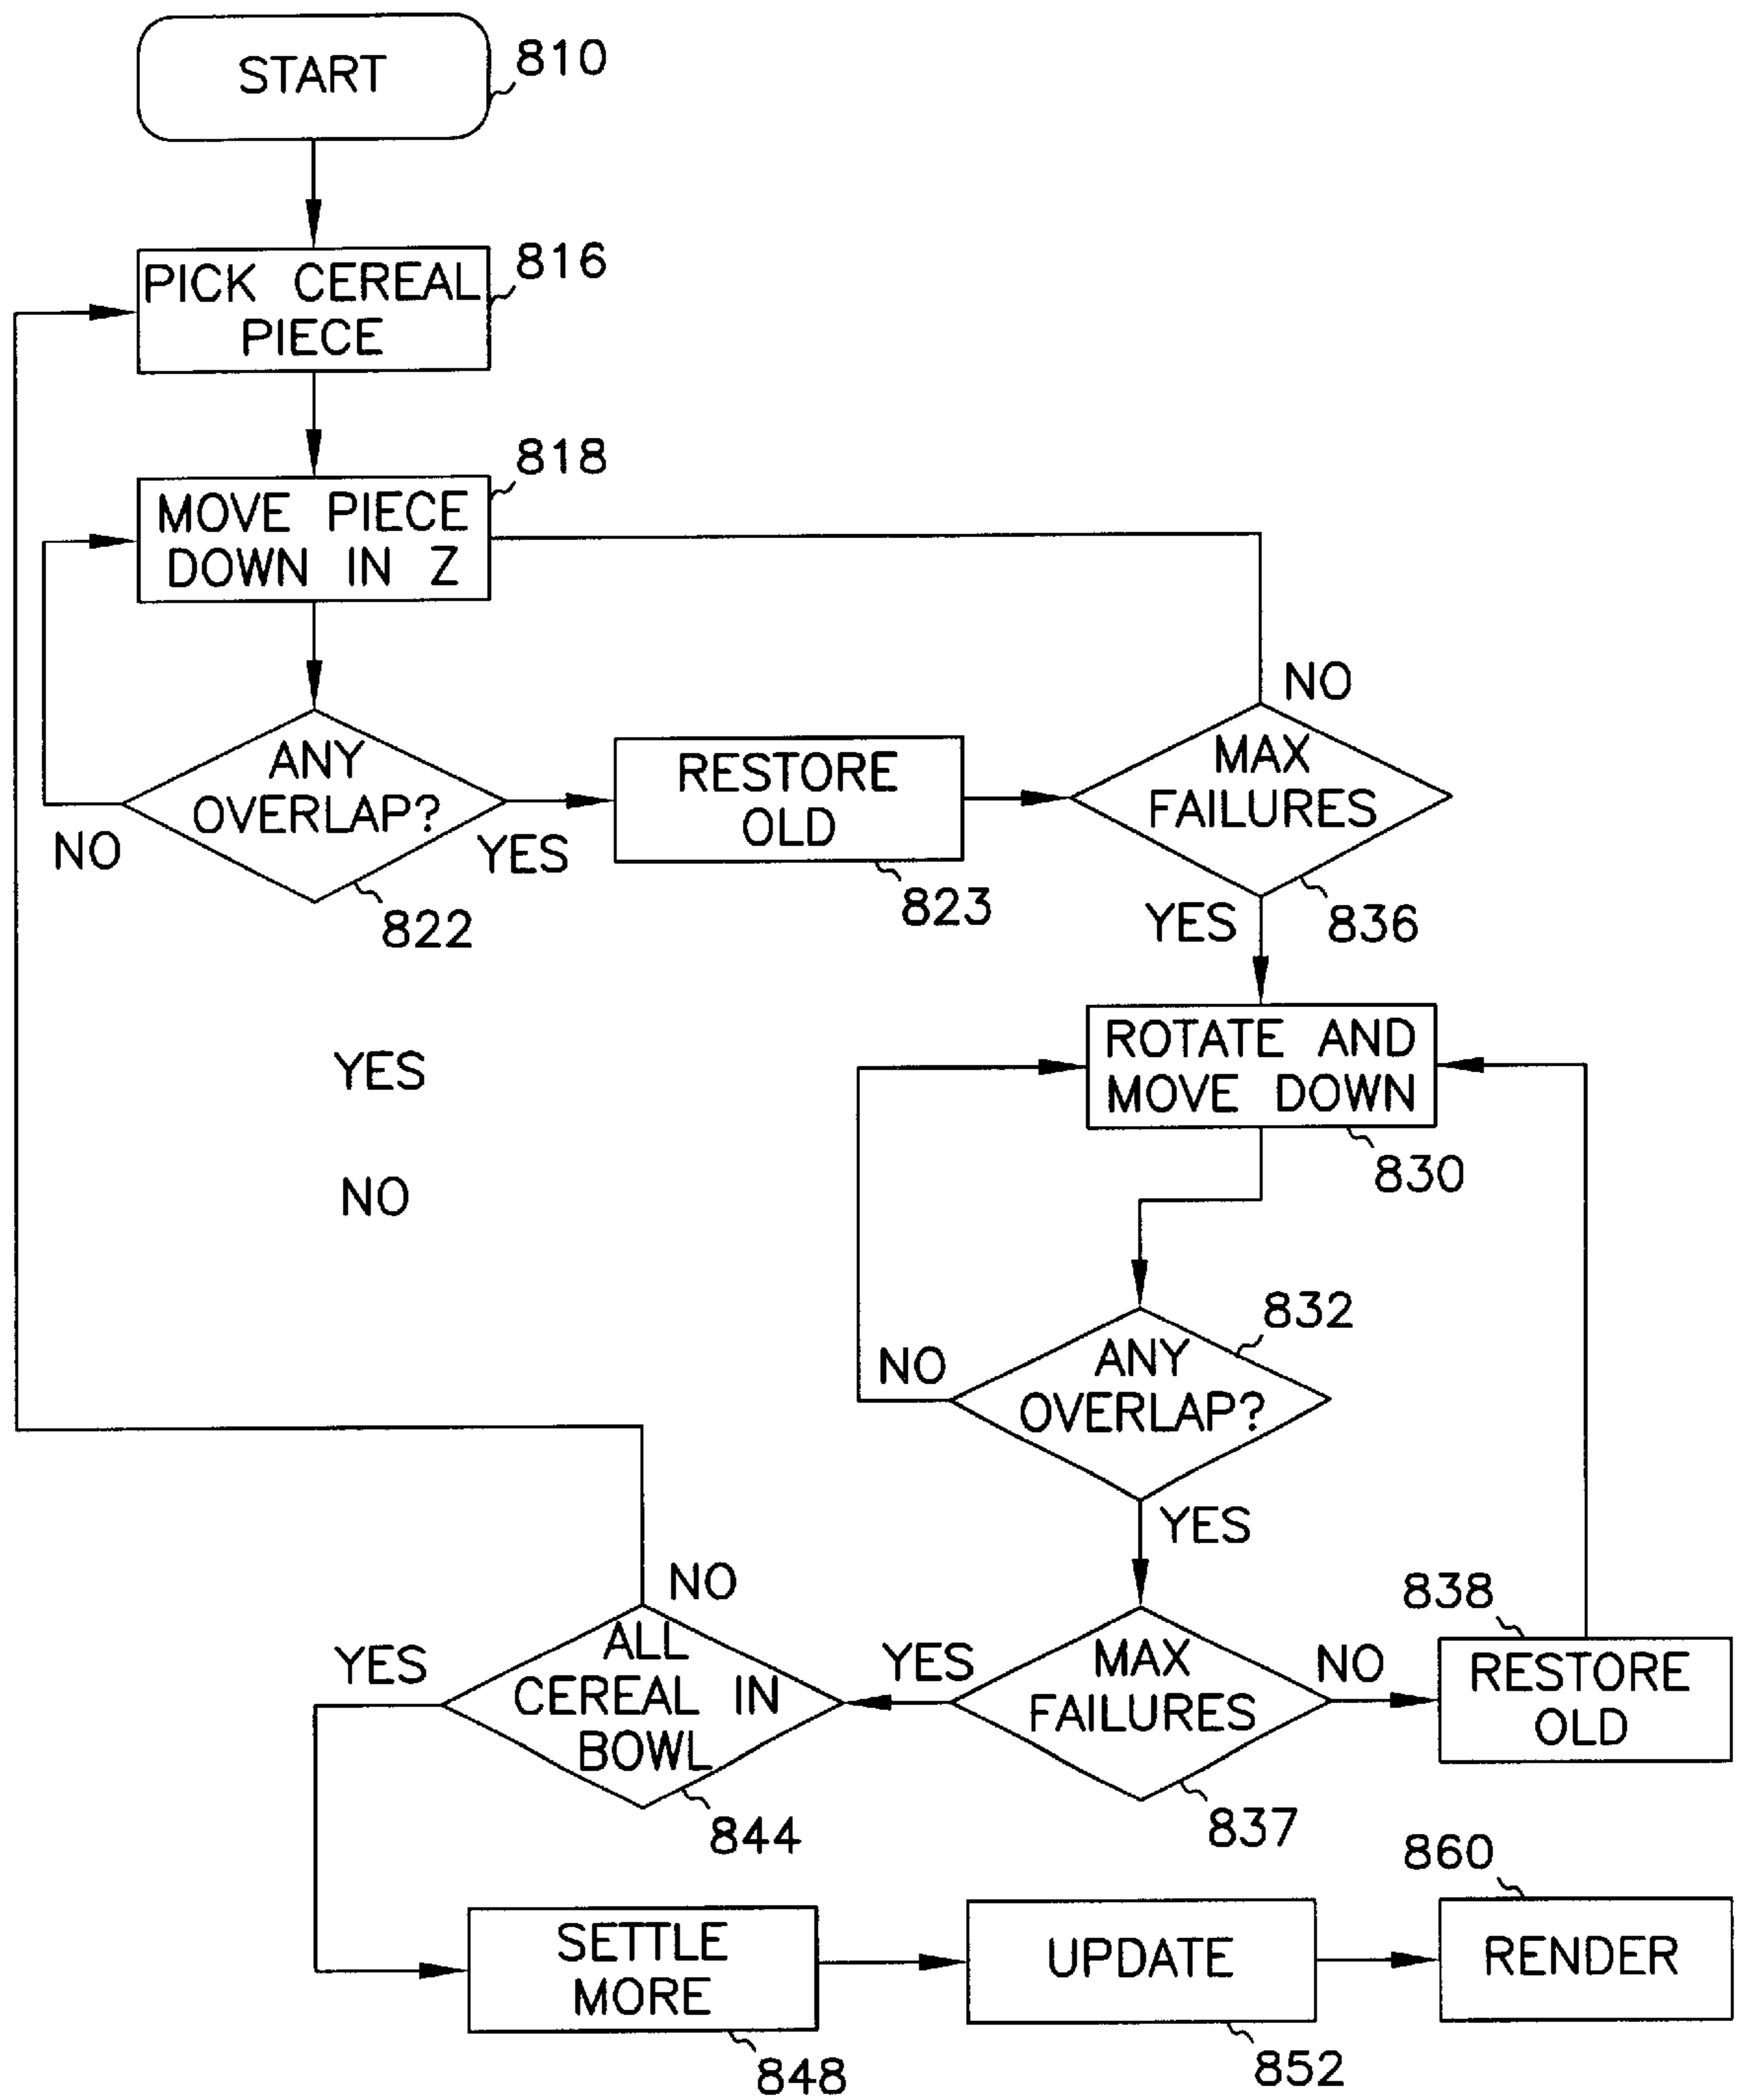 START
810
PICK CEREAL
PIECE
816
MOVE PIECE
DOWN IN Z
818
ANY
OVERLAP?
NO
YES
822
RESTORE
OLD
823
NO
MAX
FAILURES
YES
836
YES
NO
ROTATE AND
MOVE DOWN
830
832
NO
ANY
OVERLAP?
YES
NO
YES
ALL
CEREAL IN
BOWL
844
YES
MAX
FAILURES
NO
837
838
RESTORE
OLD
SETTLE
MORE
848
UPDATE
852
860
RENDER